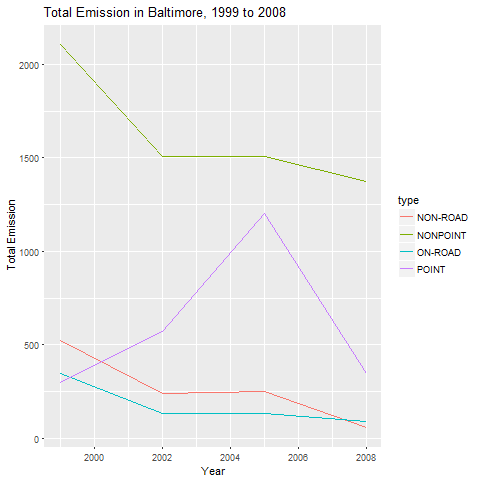 Total Emission in Baltimore, 1999 to 2008
2000
1500
1000
500
0
Total Emission
2000 2002 2004 2006 2008
Year
type
NON-ROAD
NONPOINT
ON-ROAD
POINT